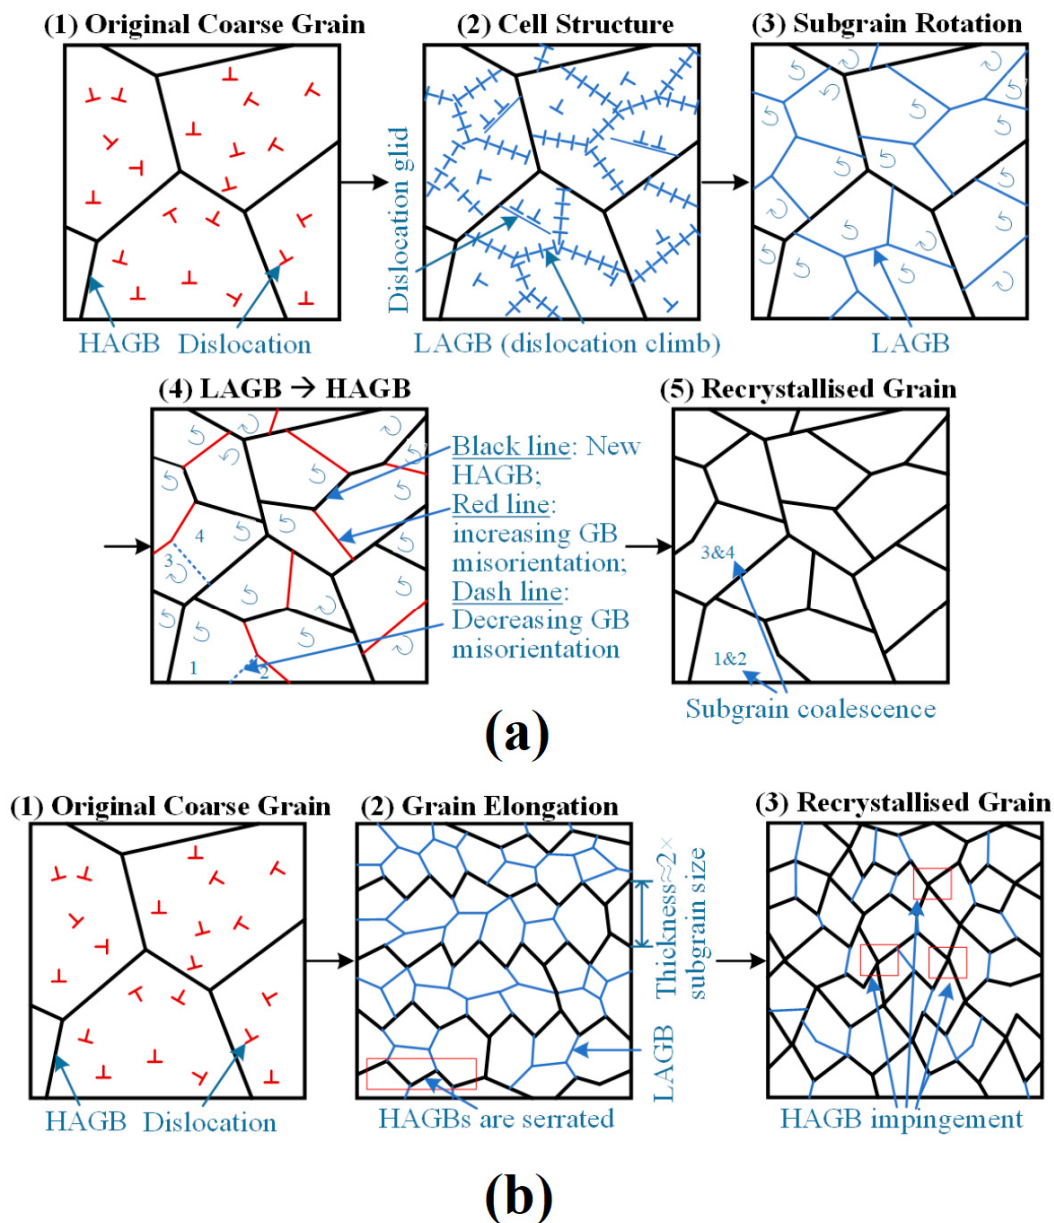 (1) Original Coarse Grain
(2) Cell Structure
(3) Subgrain Rotation
Dislocation glid
HAGB
Dislocation
LAGB (dislocation climb)
LAGB
(4) LAGB → HAGB
(5) Recrystallised Grain
Black line: New
HAGB;
Red line:
increasing GB
misorientation;
Dash line:
Decreasing GB
misorientation
4
3
1
2
3&4
1&2
Subgrain coalescence
(a)
(1) Original Coarse Grain
(2) Grain Elongation
(3) Recrystallised Grain
Thickness≈2×
subgrain size
LAGB
HAGB
Dislocation
HAGBs are serrated
HAGB impingement
(b)